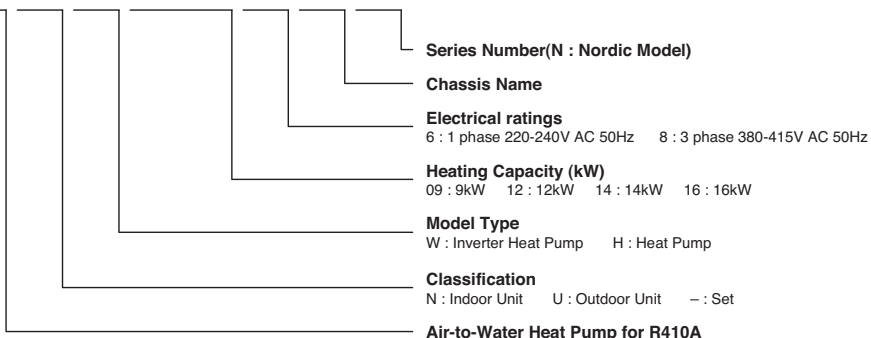 Series Number(N : Nordic Model)
Chassis Name
Electrical ratings
6 : 1 phase 220-240V AC 50Hz 8 : 3 phase 380-415V AC 50Hz
Heating Capacity (kW)
09 : 9kW 12 : 12kW 14 : 14kW 16 : 16kW
Model Type
W : Inverter Heat Pump H : Heat Pump
Classification
N : Indoor Unit U : Outdoor Unit – : Set
Air-to-Water Heat Pump for R410A